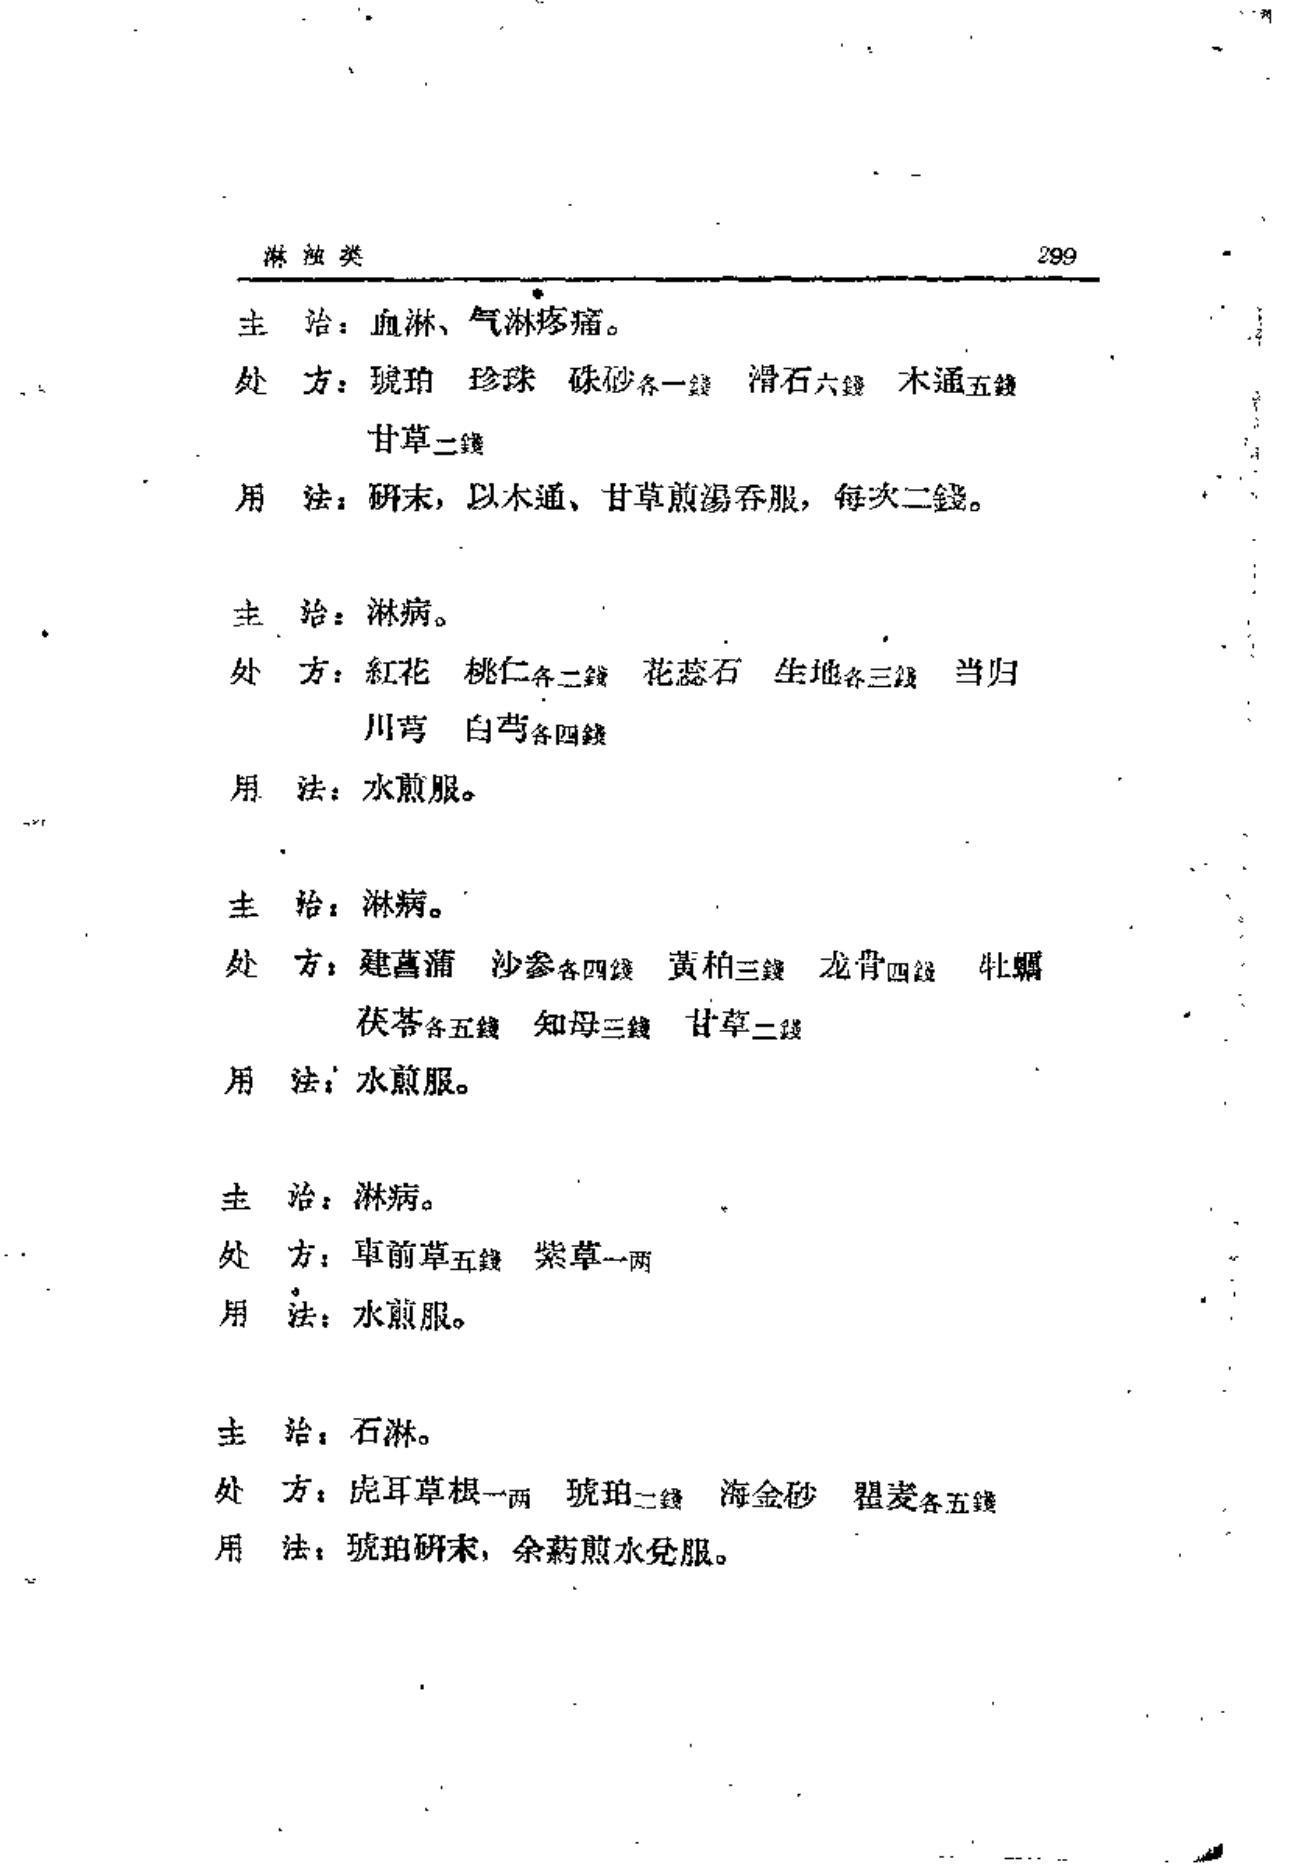 淋浊类 299
主 治：血淋、气淋疼痛。
处 方：琥珀 珍珠 硃砂各一錢 滑石六錢 木通五錢
甘草二錢
用 法：研末，以木通、甘草煎湯吞服，每次二錢。
主 治：淋病。
处 方：紅花 桃仁各二錢 花蕊石 生地各三錢 当归
川芎 白芍各四錢
用 法：水煎服。
主 治：淋病。
处 方：建菖蒲 沙参各四錢 黄柏三錢 龙骨四錢 牡蠣
茯苓各五錢 知母三錢 甘草二錢
用 法：水煎服。
主 治：淋病。
处 方：車前草五錢 紫草一两
用 法：水煎服。
主 治：石淋。
处 方：虎耳草根一两 琥珀二錢 海金砂 瞿麦各五錢
用 法：琥珀研末，余葯煎水兌服。